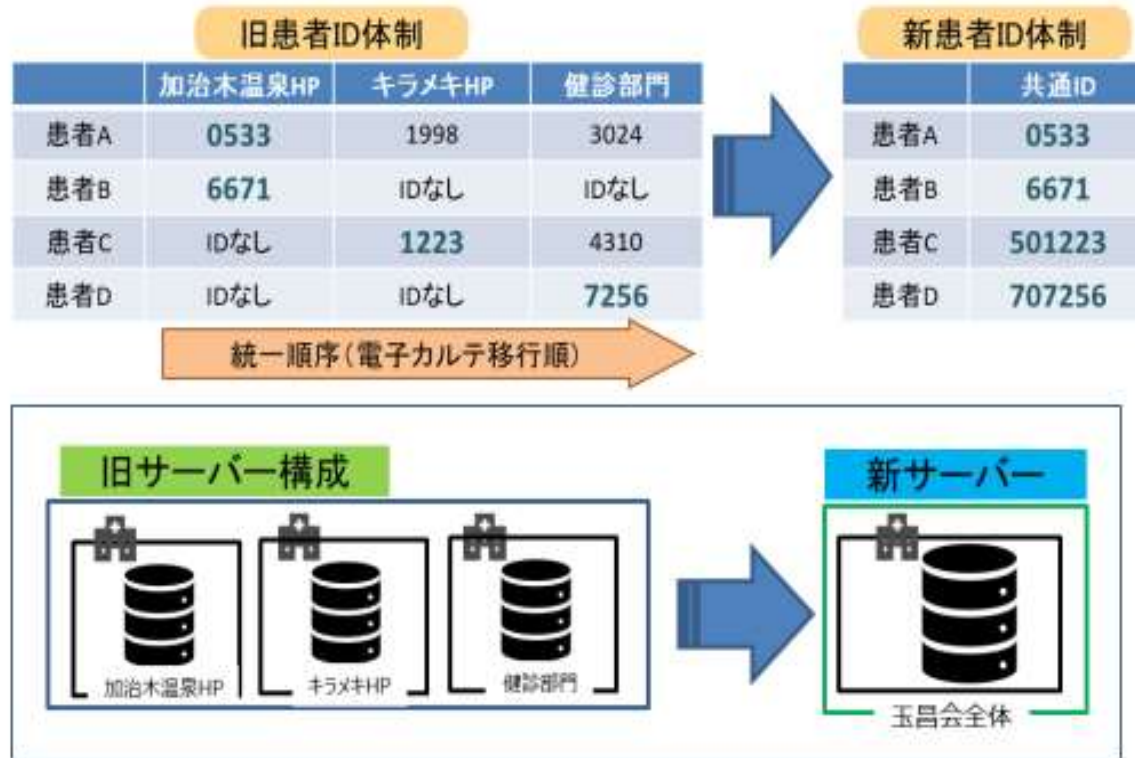 旧患者ID体制 新患者ID体制
加治木温泉HP キラメキHP 健診部門 共通ID
患者A 0533 1998 3024 患者A 0533
患者B 6671 IDなし IDなし 患者B 6671
患者C IDなし 1223 4310 患者C 501223
患者D IDなし IDなし 7256 患者D 707256
統一順序(電子カルテ移行順)
旧サーバー構成 新サーバー
加治木温泉HP キラメキHP 健診部門
玉昌会全体